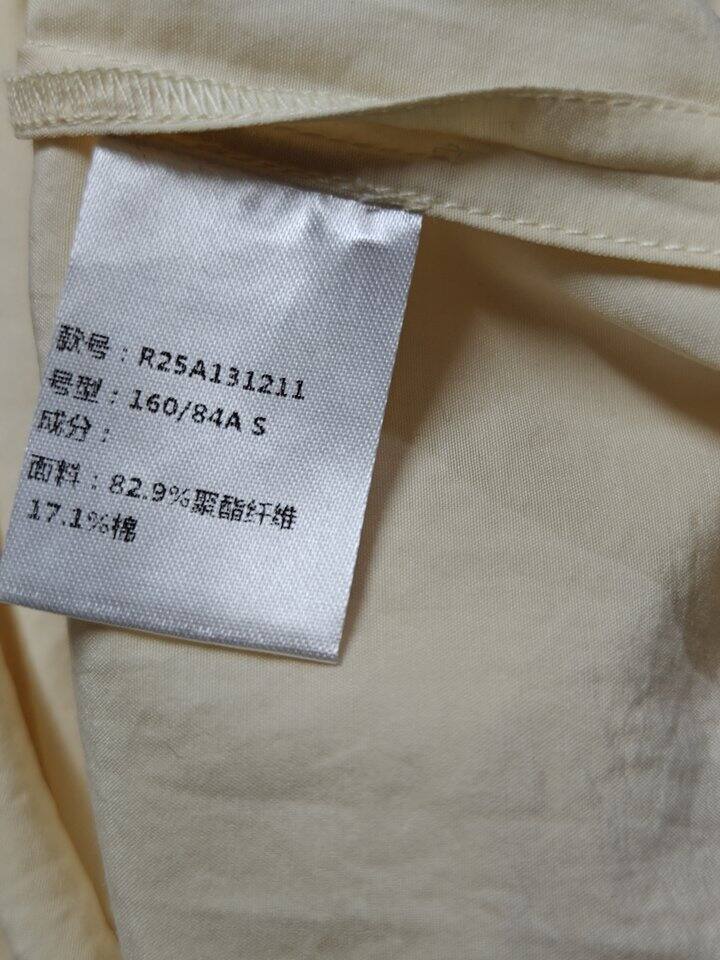 款号：R25A131211
号型：160/84A S
成分：
面料：82.9%聚酯纤维
17.1%棉